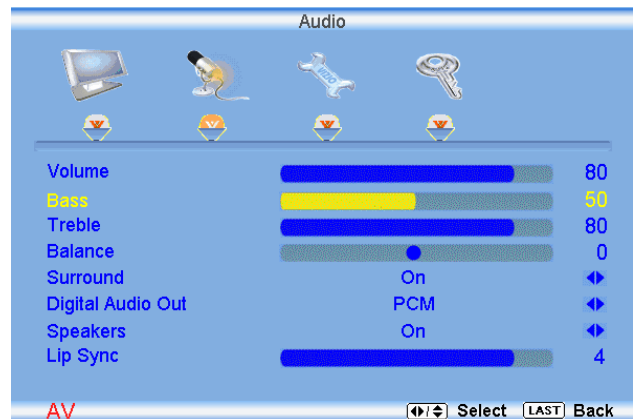 Audio
Volume 80
Bass 50
Treble 80
Balance 0
Surround On
Digital Audio Out PCM
Speakers On
Lip Sync 4
AV Select LAST Back